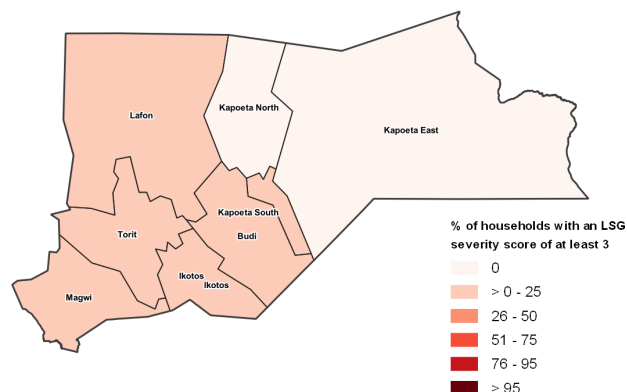 Lafon
Kapoeta North
Kapoeta East
Kapoeta South
Torit
Budi
Ikotos
Ikotos
Magwi
% of households with an LSG
severity score of at least 3
0
> 0 - 25
26 - 50
51 - 75
76 - 95
> 95